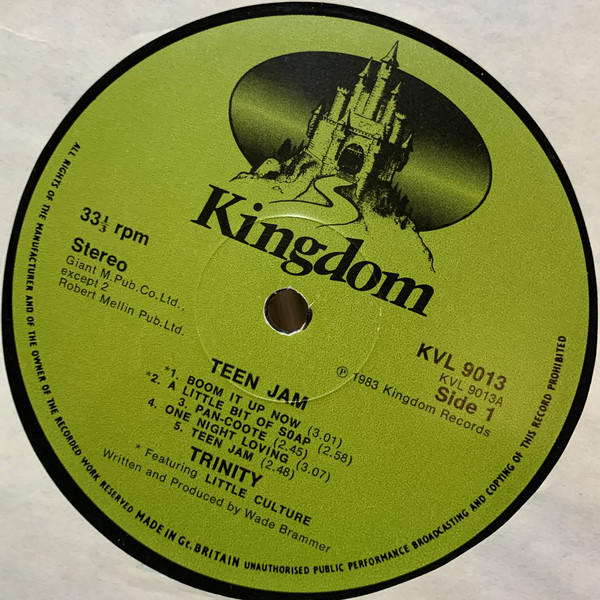 Kingdom
33⅓ rpm
Stereo
Giant M.Pub.Co.Ltd.,
except 2
Robert Mellin Pub.Ltd.
KVL 9013
KVL 9013A
Side 1
℗ 1983 Kingdom Records
TEEN JAM
*1. BOOM IT UP NOW (3.01)
*2. A LITTLE BIT OF SOAP (2.58)
3. PAN-COOTE (2.45)
4. ONE NIGHT LOVING (3.07)
5. TEEN JAM (2.48)
TRINITY
* Featuring LITTLE CULTURE
Written and Produced by Wade Brammer
ALL RIGHTS OF THE MANUFACTURER AND OF THE OWNER OF THE RECORDED WORK RESERVED MADE IN Gt. BRITAIN UNAUTHORISED PUBLIC PERFORMANCE BROADCASTING AND COPYING OF THIS RECORD PROHIBITED